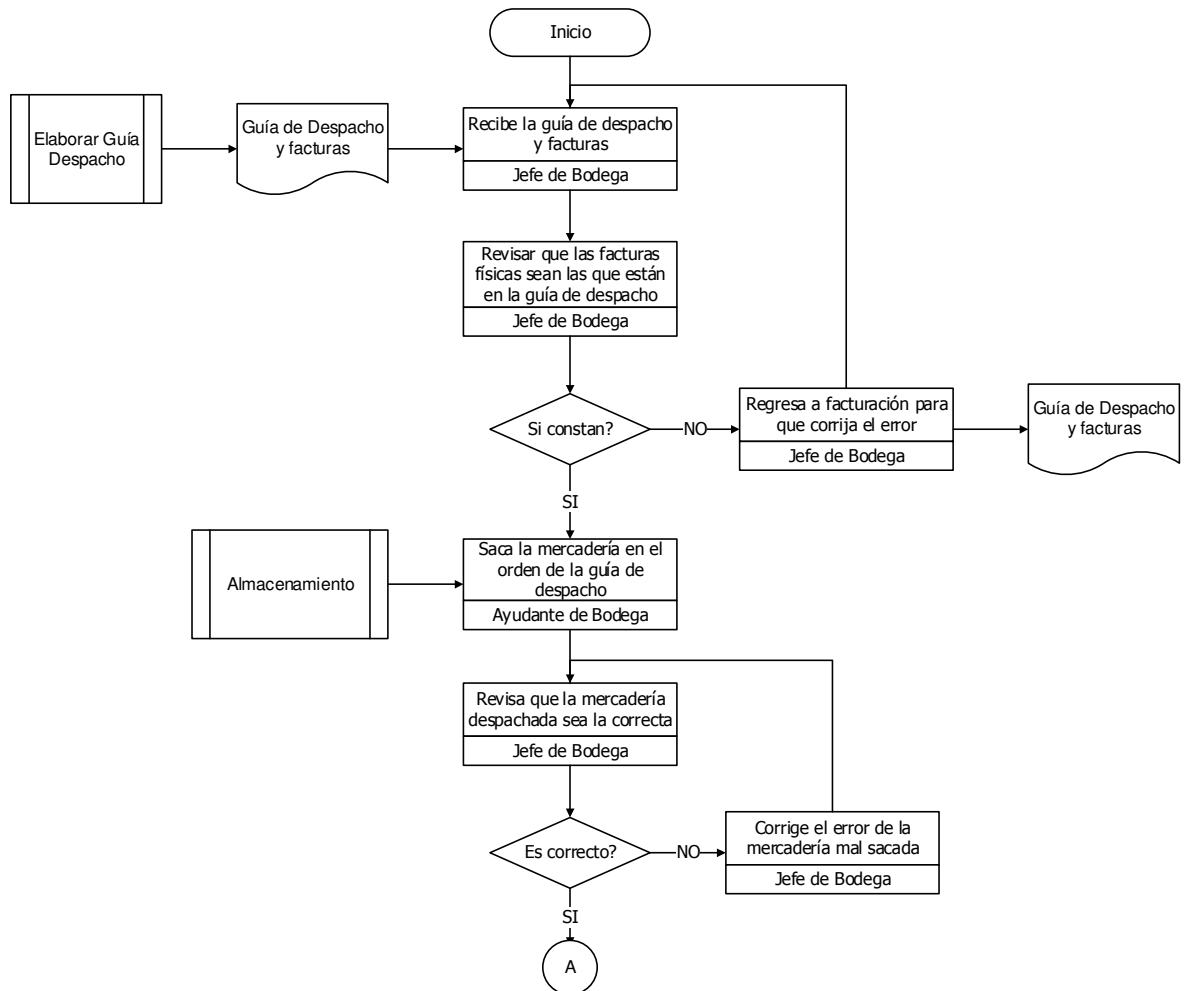 Inicio
Elaborar Guía
Despacho
Guía de Despacho
y facturas
Recibe la guía de despacho
y facturas
Jefe de Bodega
Revisar que las facturas
físicas sean las que están
en la guía de despacho
Jefe de Bodega
Si constan?
NO
Regresa a facturación para
que corrija el error
Jefe de Bodega
Guía de Despacho
y facturas
SI
Almacenamiento
Saca la mercadería en el
orden de la guía de
despacho
Ayudante de Bodega
Revisa que la mercadería
despachada sea la correcta
Jefe de Bodega
Es correcto?
NO
Corrige el error de la
mercadería mal sacada
Jefe de Bodega
SI
A